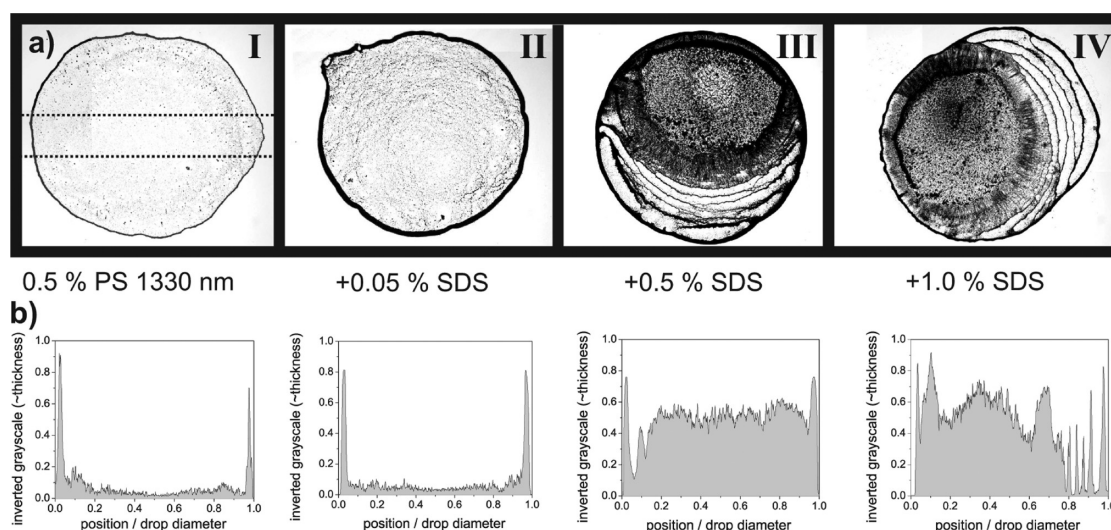 a)
I
II
III
IV
0.5 % PS 1330 nm
+0.05 % SDS
+0.5 % SDS
+1.0 % SDS
b)
inverted grayscale (~thickness)
1.0
0.8
0.6
0.4
0.2
0.0
0.0 0.2 0.4 0.6 0.8 1.0
position / drop diameter
inverted grayscale (~thickness)
1.0
0.8
0.6
0.4
0.2
0.0
0.0 0.2 0.4 0.6 0.8 1.0
position / drop diameter
inverted grayscale (~thickness)
1.0
0.8
0.6
0.4
0.2
0.0
0.0 0.2 0.4 0.6 0.8 1.0
position / drop diameter
inverted grayscale (~thickness)
1.0
0.8
0.6
0.4
0.2
0.0
0.0 0.2 0.4 0.6 0.8 1.0
position / drop diameter